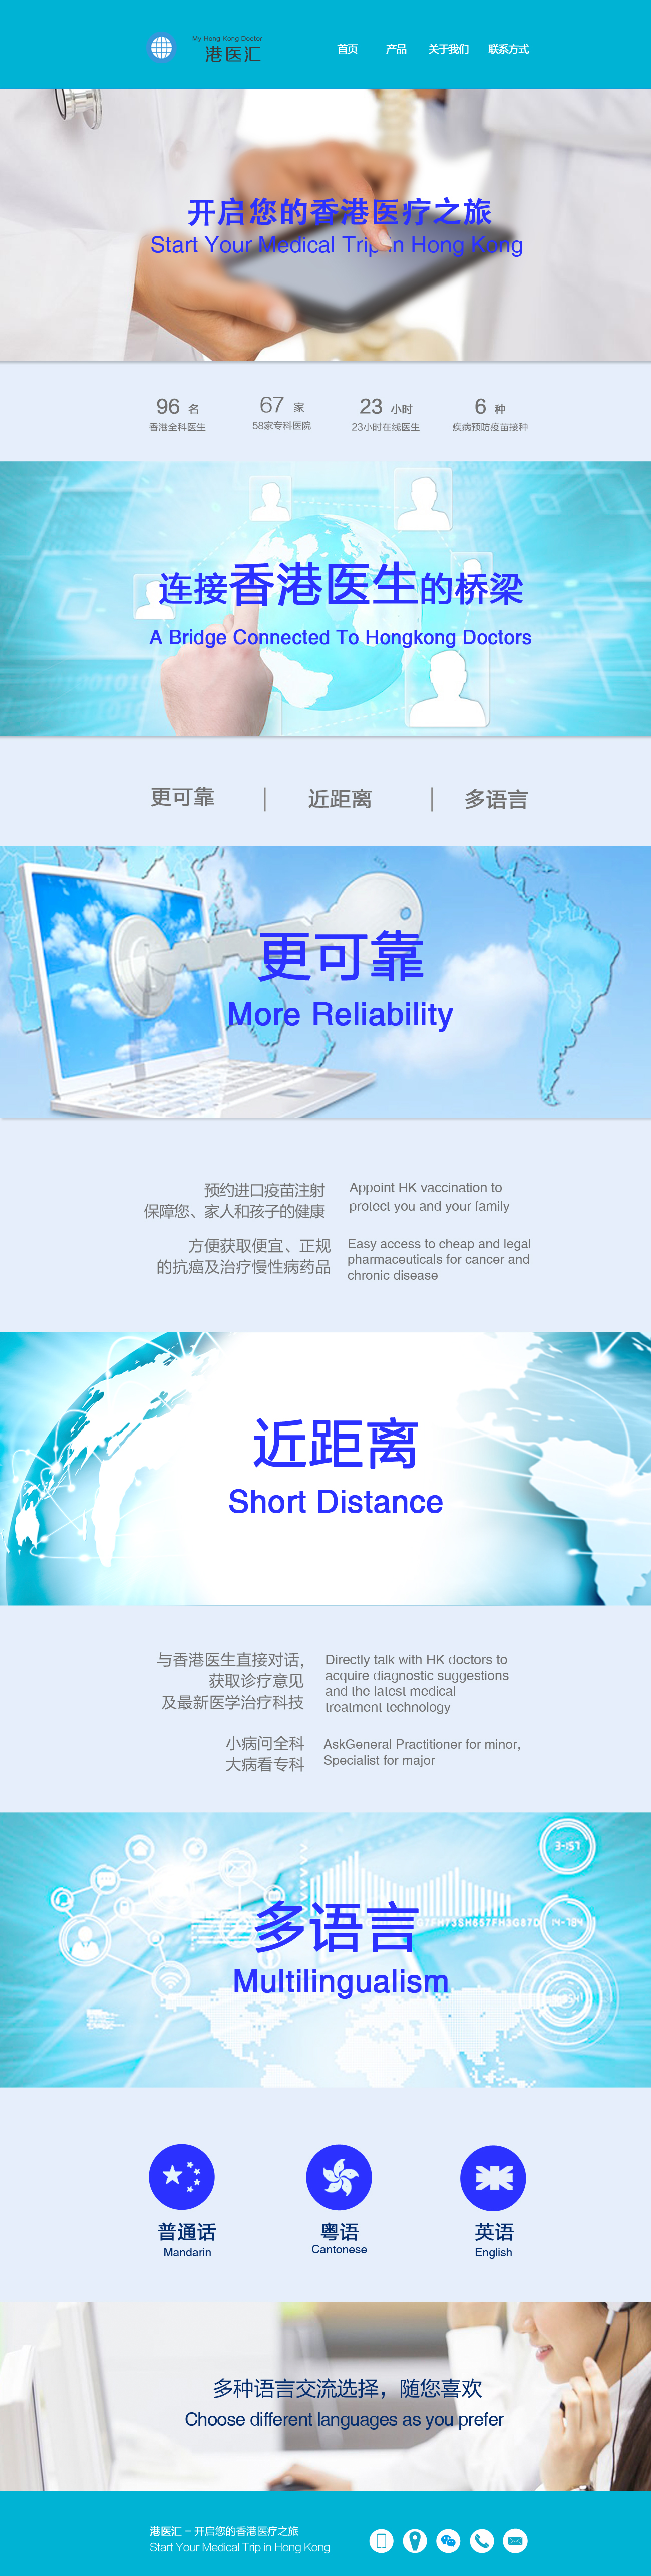 My Hong Kang Doctor
港医汇
首页 产品 关于我们 联系方式
开启您的香港医疗之旅
Start Your Medical Trip in Hong Kong
96 名 67 家 23 小时 6 种
香港全科医生 58家专科医院 23小时在线医生 疾病预防疫苗接种
连接香港医生的桥梁
A Bridge Connected To Hongkong Doctors
更可靠 | 近距离 | 多语言
更可靠
More Reliability
预约进口疫苗注射
保障您、家人和孩子的健康
Appoint HK vaccination to
protect you and your family
方便获取便宜、正规
的抗癌及治疗慢性病药品
Easy access to cheap and legal
pharmaceuticals for cancer and
chronic disease
近距离
Short Distance
与香港医生直接对话,
获取诊疗意见
及最新医学治疗科技
Directly talk with HK doctors to
acquire diagnostic suggestions
and the latest medical
treatment technology
小病问全科
大病看专科
AskGeneral Practitioner for minor,
Specialist for major
3-157
14-784
多语言
Multilingualism
普通话 粤语 英语
Mandarin Cantonese English
多种语言交流选择，随您喜欢
Choose different languages as you prefer
港医汇 – 开启您的香港医疗之旅
Start Your Medical Trip in Hong Kong